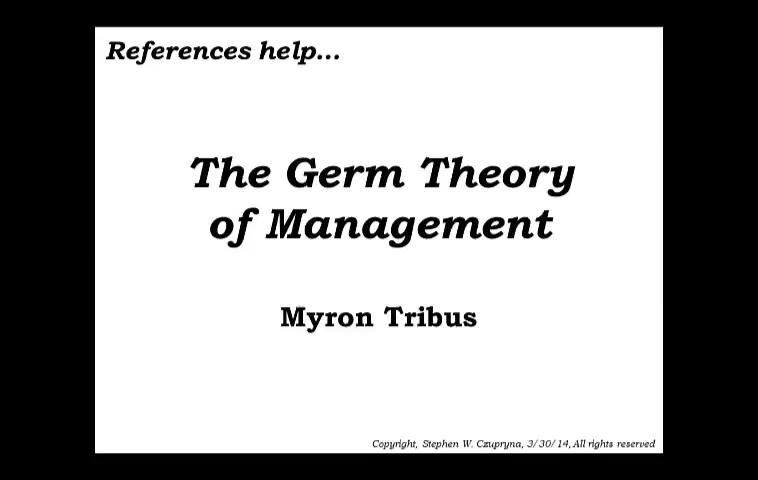 References help...
The Germ Theory
of Management
Myron Tribus
Copyright, Stephen W. Czupryna, 3/30/14, All rights reserved